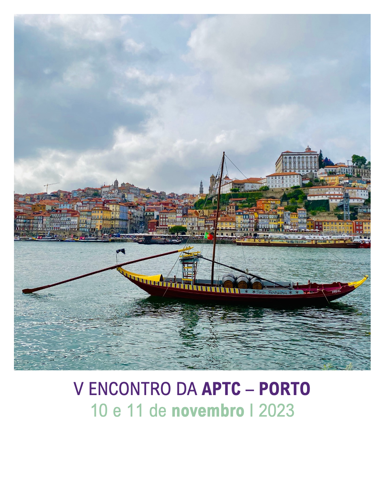 V ENCONTRO DA APTC – PORTO
10 e 11 de novembro I 2023